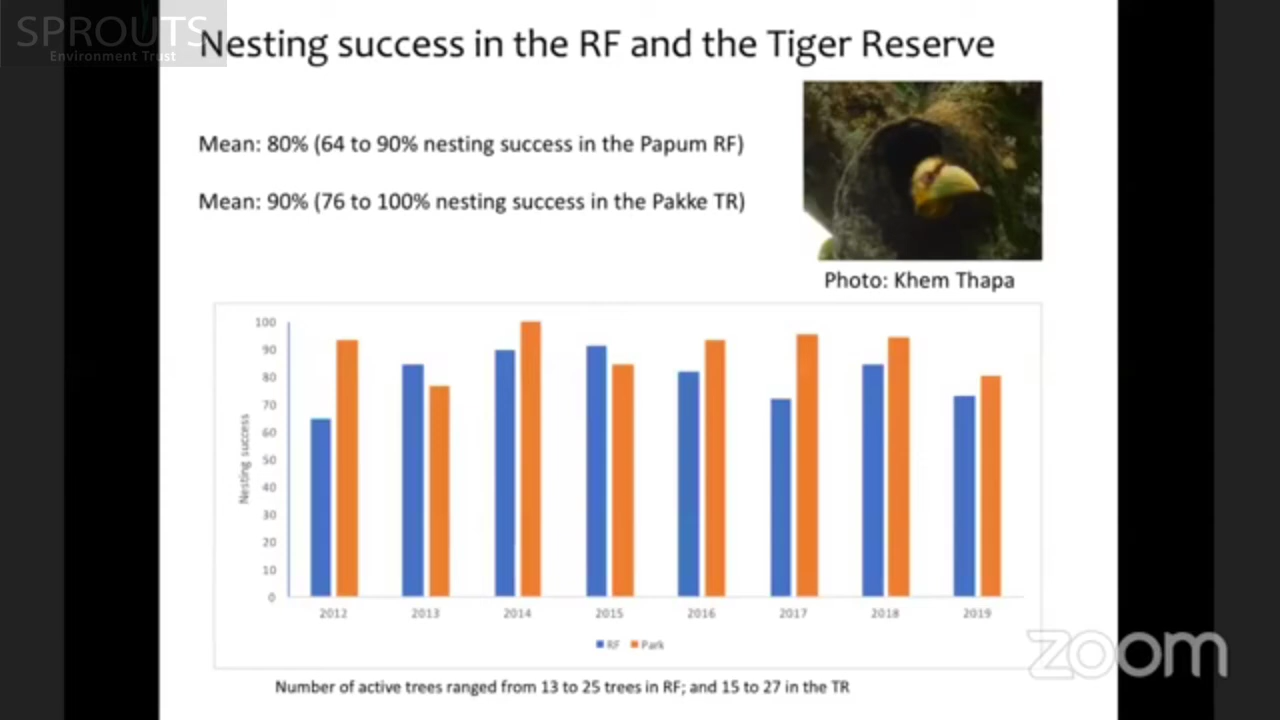 SPROUTS
Environment Trust
Nesting success in the RF and the Tiger Reserve
Mean: 80% (64 to 90% nesting success in the Papum RF)
Mean: 90% (76 to 100% nesting success in the Pakke TR)
Photo: Khem Thapa
Nesting success
100
90
80
70
60
50
40
30
20
10
0
2012 2013 2014 2015 2016 2017 2018 2019
RF Park
Number of active trees ranged from 13 to 25 trees in RF; and 15 to 27 in the TR
zoom